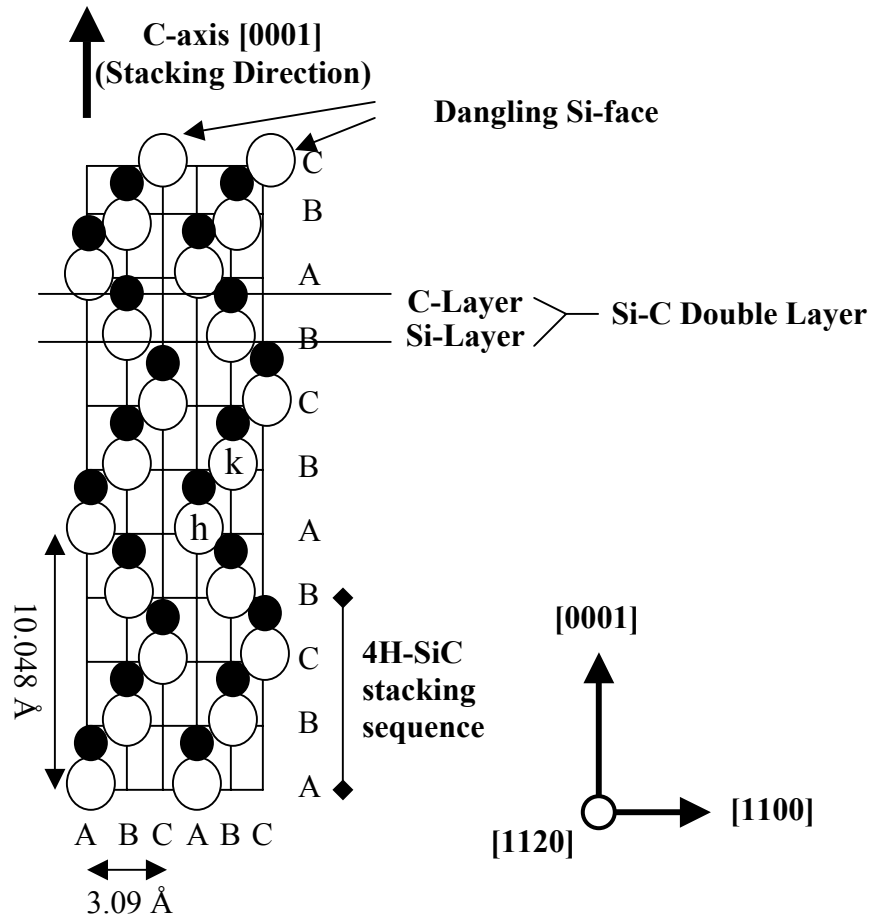 C-axis [0001]
(Stacking Direction)
Dangling Si-face
C
B
A
C-Layer
Si-Layer
Si-C Double Layer
B
C
k
B
h
A
10.048 Å
B
4H-SiC
stacking
sequence
C
B
A
A B C A B C
3.09 Å
[0001]
[1100]
[1120]